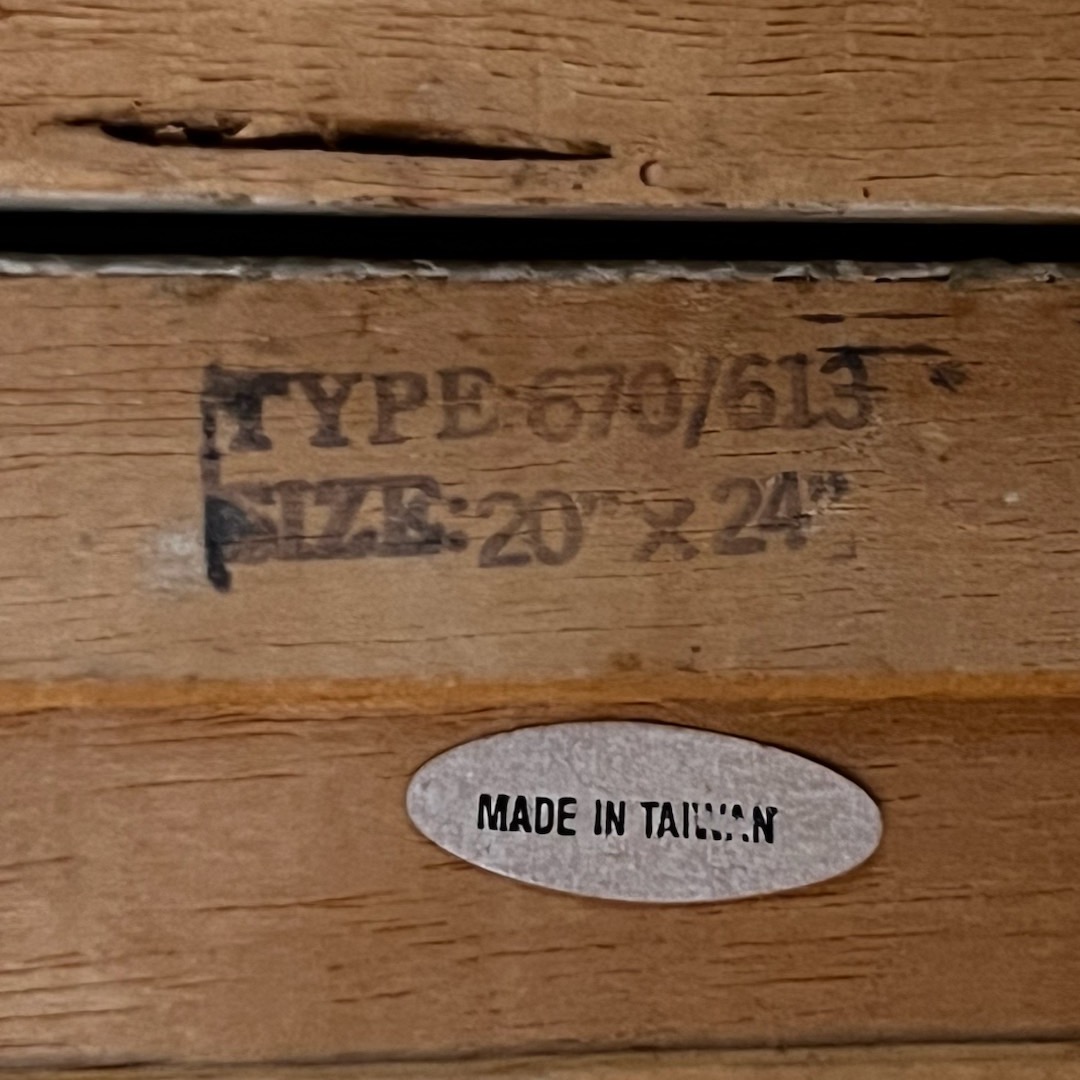 TYPE:670/613
SIZE:20" x 24"
MADE IN TAIWAN